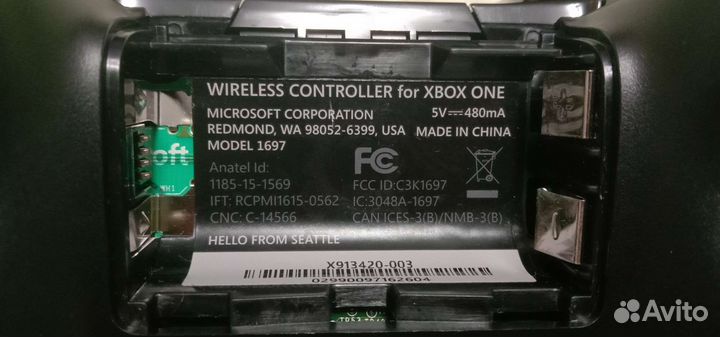 WIRELESS CONTROLLER for XBOX ONE
MICROSOFT CORPORATION
5V⎓480mA
REDMOND, WA 98052-6399, USA
MADE IN CHINA
MODEL 1697
Anatel Id:
1185-15-1569
FC
FCC ID:C3K1697
IFT: RCPMI1615-0562
IC:3048A-1697
CNC: C-14566
CAN ICES-3(B)/NMB-3(B)
HELLO FROM SEATTLE
X913420-003
02990097162604
oft
WH1
Avito